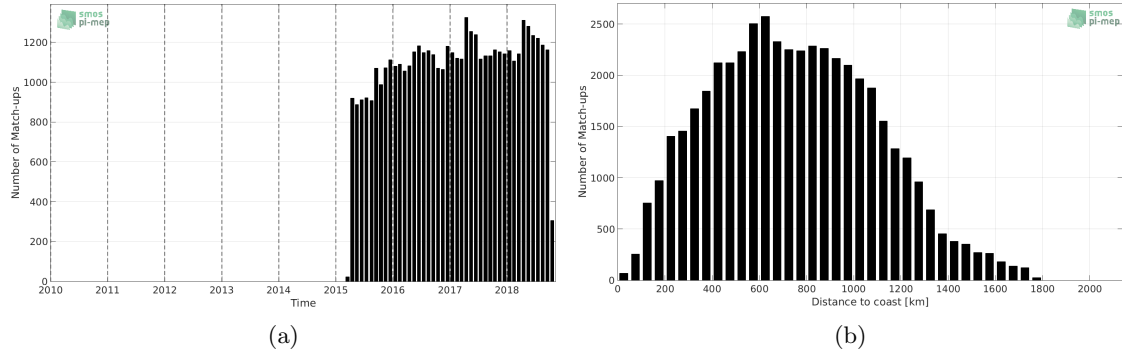 smos
pi-mep
Number of Match-ups
1200
1000
800
600
400
200
0
2010 2011 2012 2013 2014 2015 2016 2017 2018
Time
(a)
smos
pi-mep
Number of Match-ups
2500
2000
1500
1000
500
0
0 200 400 600 800 1000 1200 1400 1600 1800 2000
Distance to coast [km]
(b)